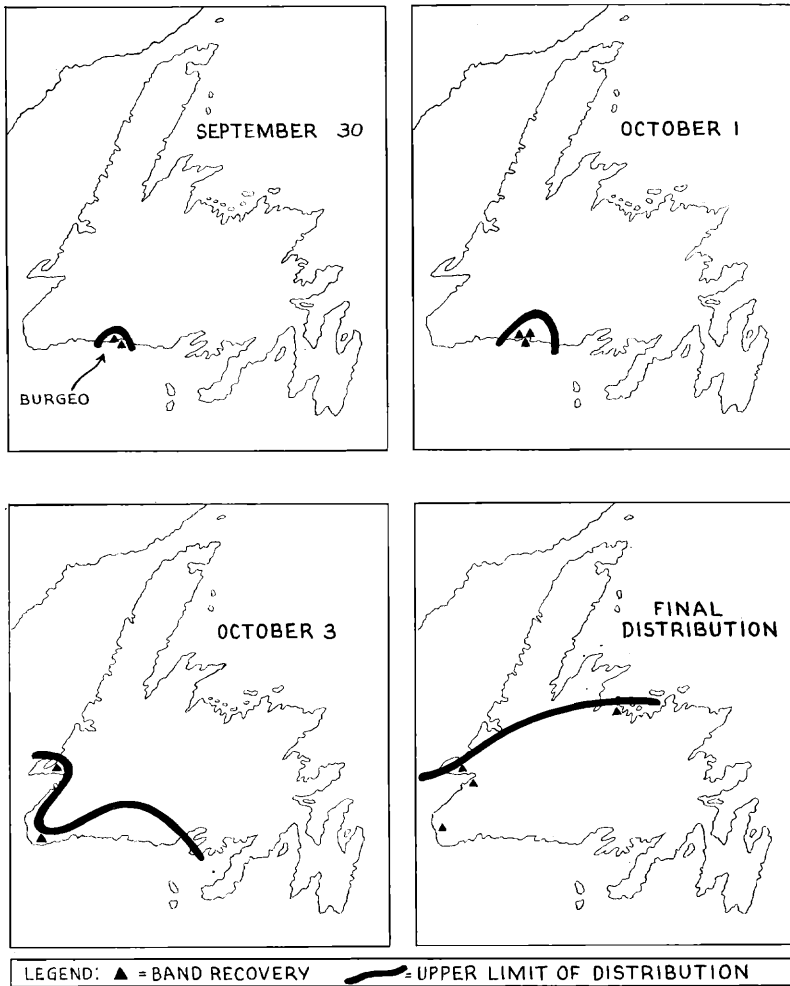 SEPTEMBER 30
BURGEO
OCTOBER 1
OCTOBER 3
FINAL
DISTRIBUTION
LEGEND: ▲ = BAND RECOVERY = UPPER LIMIT OF DISTRIBUTION